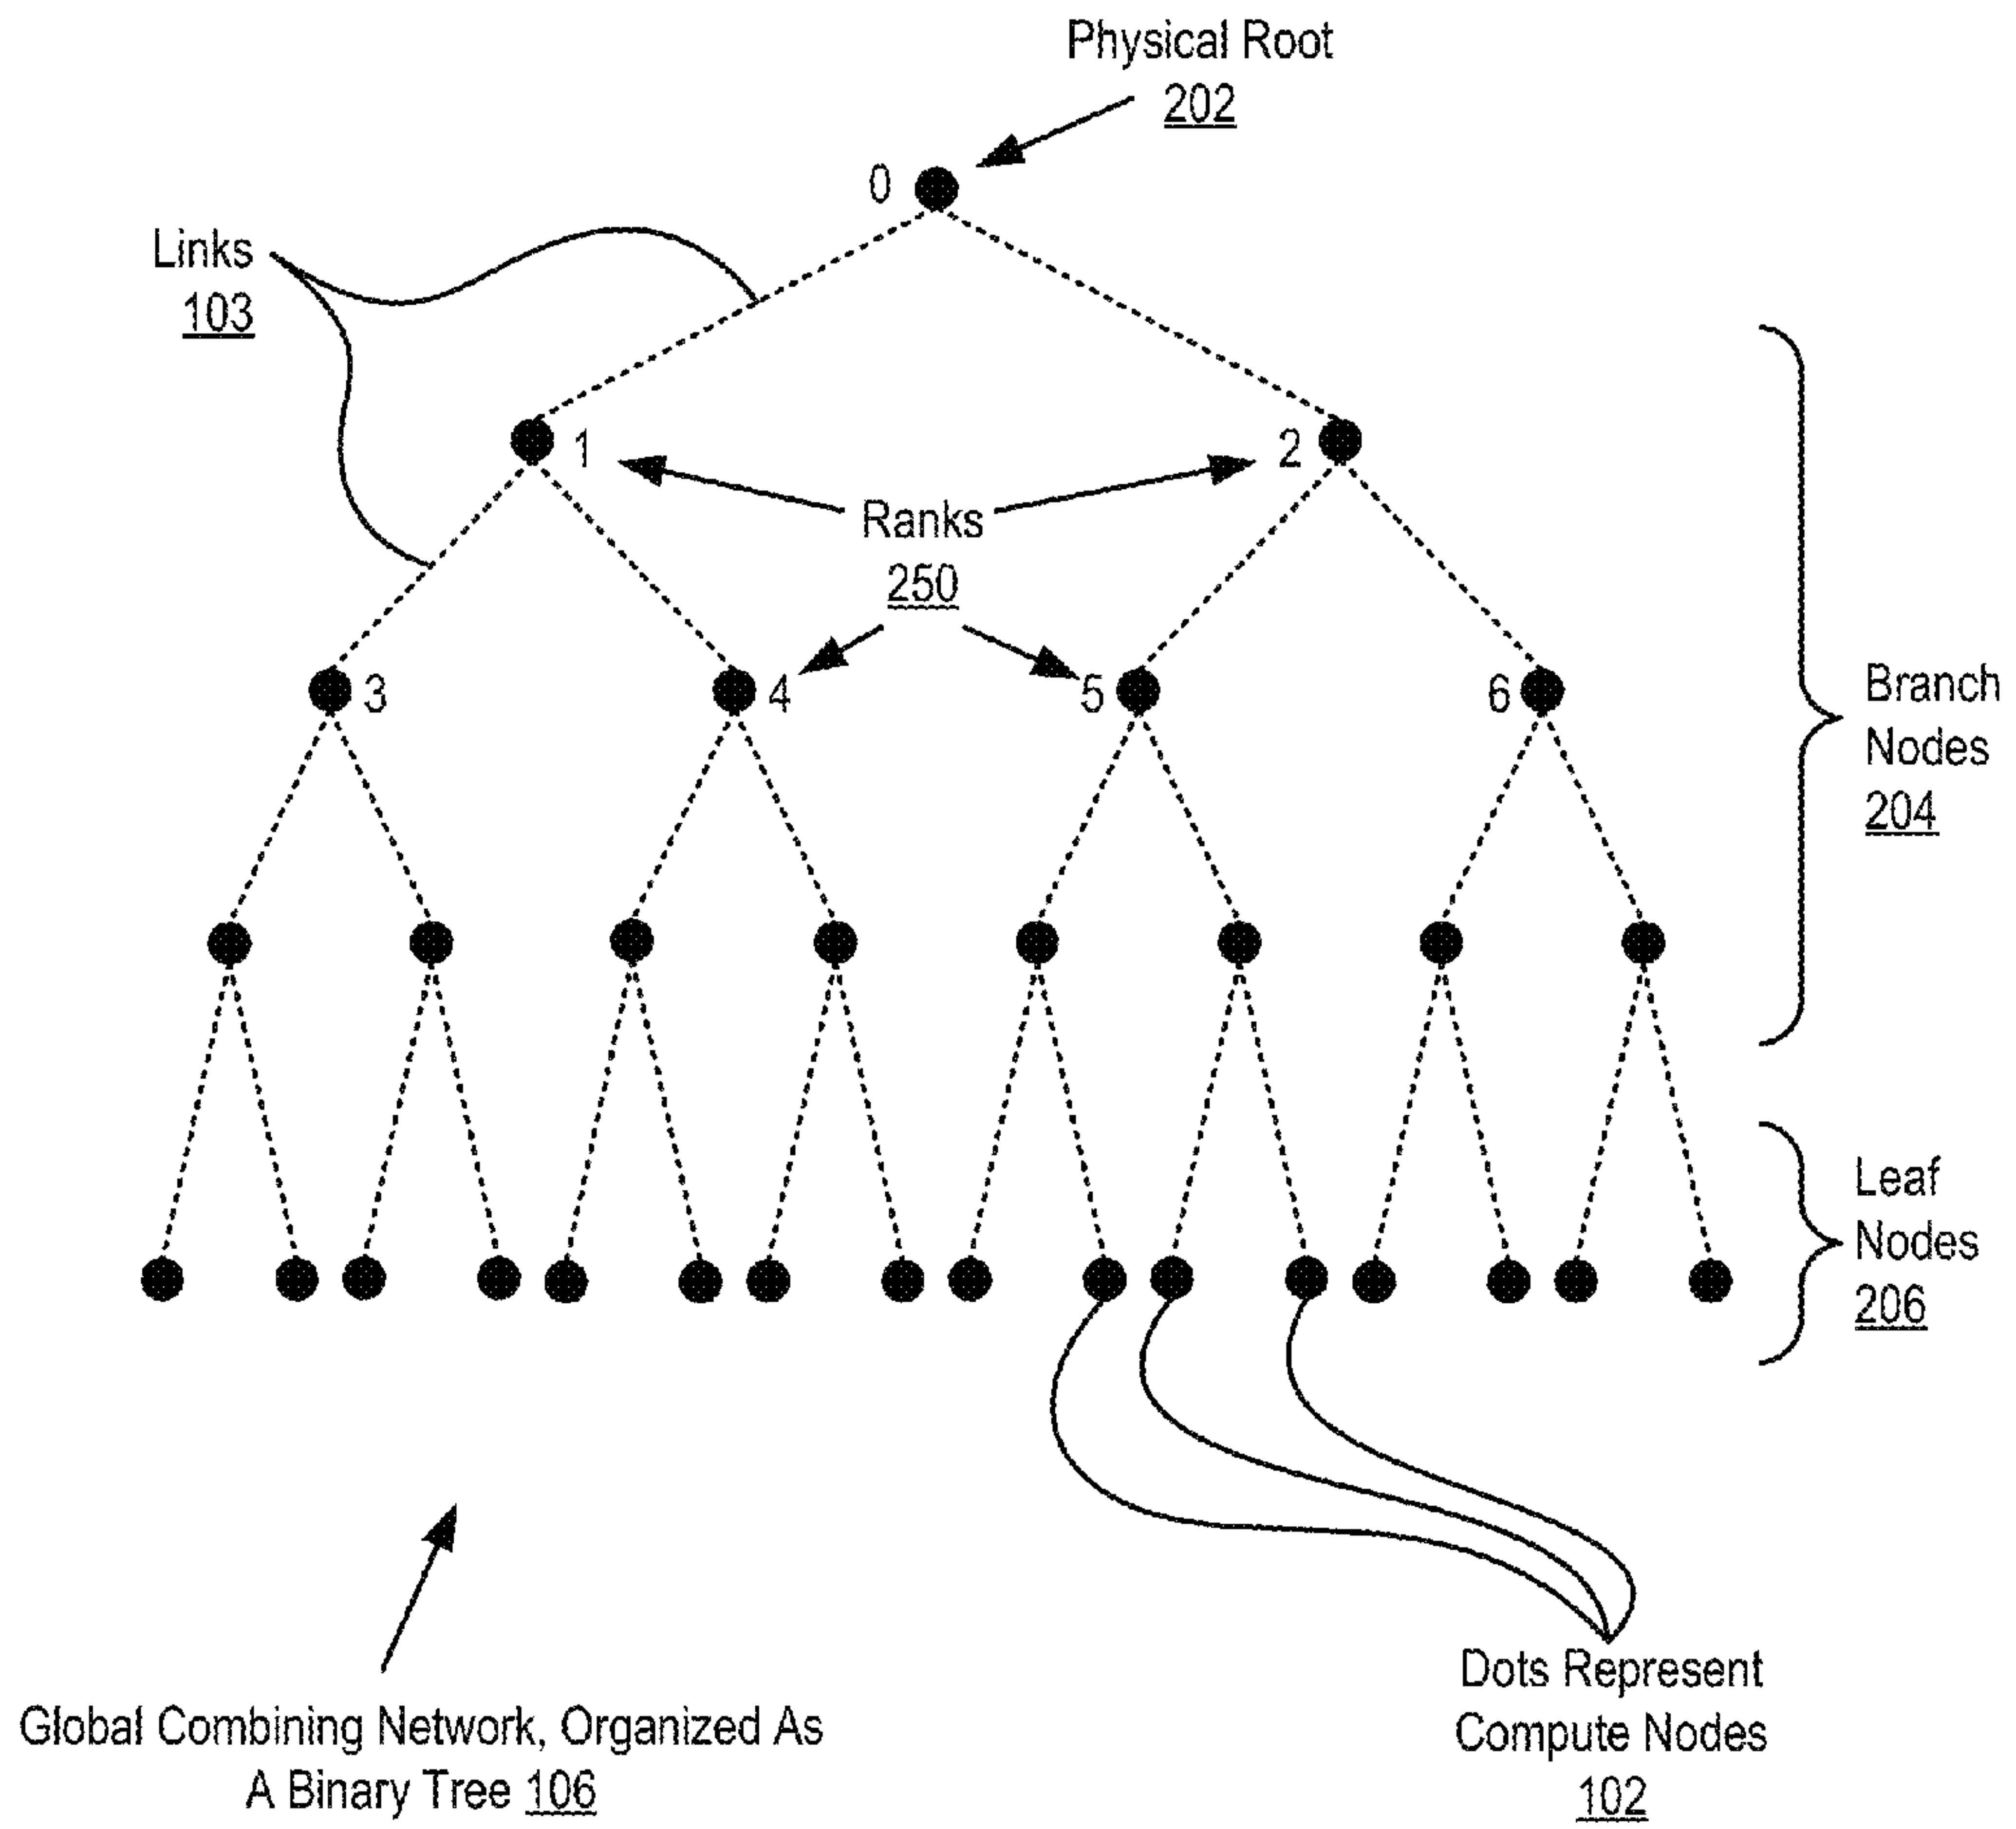 Physical Root
202
0
Links
103
1
2
Ranks
250
3
4
5
6
Branch
Nodes
204
Leaf
Nodes
206
Dots Represent
Compute Nodes
102
Global Combining Network, Organized As
A Binary Tree 106